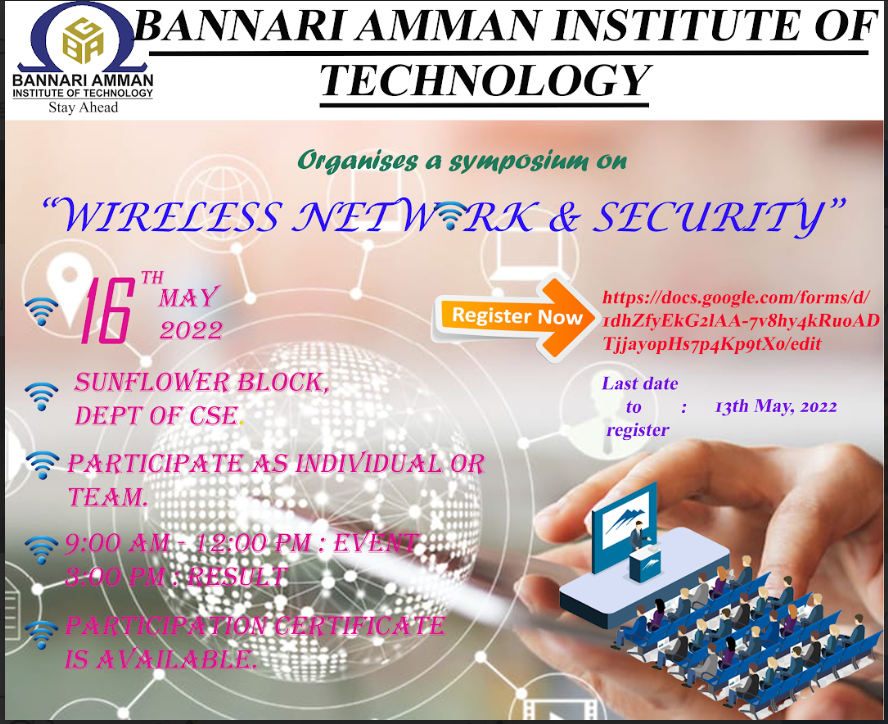 BANNARI AMMAN INSTITUTE OF
TECHNOLOGY
BANNARI AMMAN
INSTITUTE OF TECHNOLOGY
Stay Ahead
Organises a symposium on
“WIRELESS NETWORK & SECURITY”
16TH MAY
2022
Register Now
https://docs.google.com/forms/d/
1dhZfyEkG2lAA-7v8hy4kRuoAD
TjjayopHs7p4Kp9tXo/edit
Last date
to : 13th May, 2022
register
SUNFLOWER BLOCK,
DEPT OF CSE.
PARTICIPATE AS INDIVIDUAL OR
TEAM.
9:00 AM - 12:00 PM : EVENT
3:00 PM : RESULT
PARTICIPATION CERTIFICATE
IS AVAILABLE.